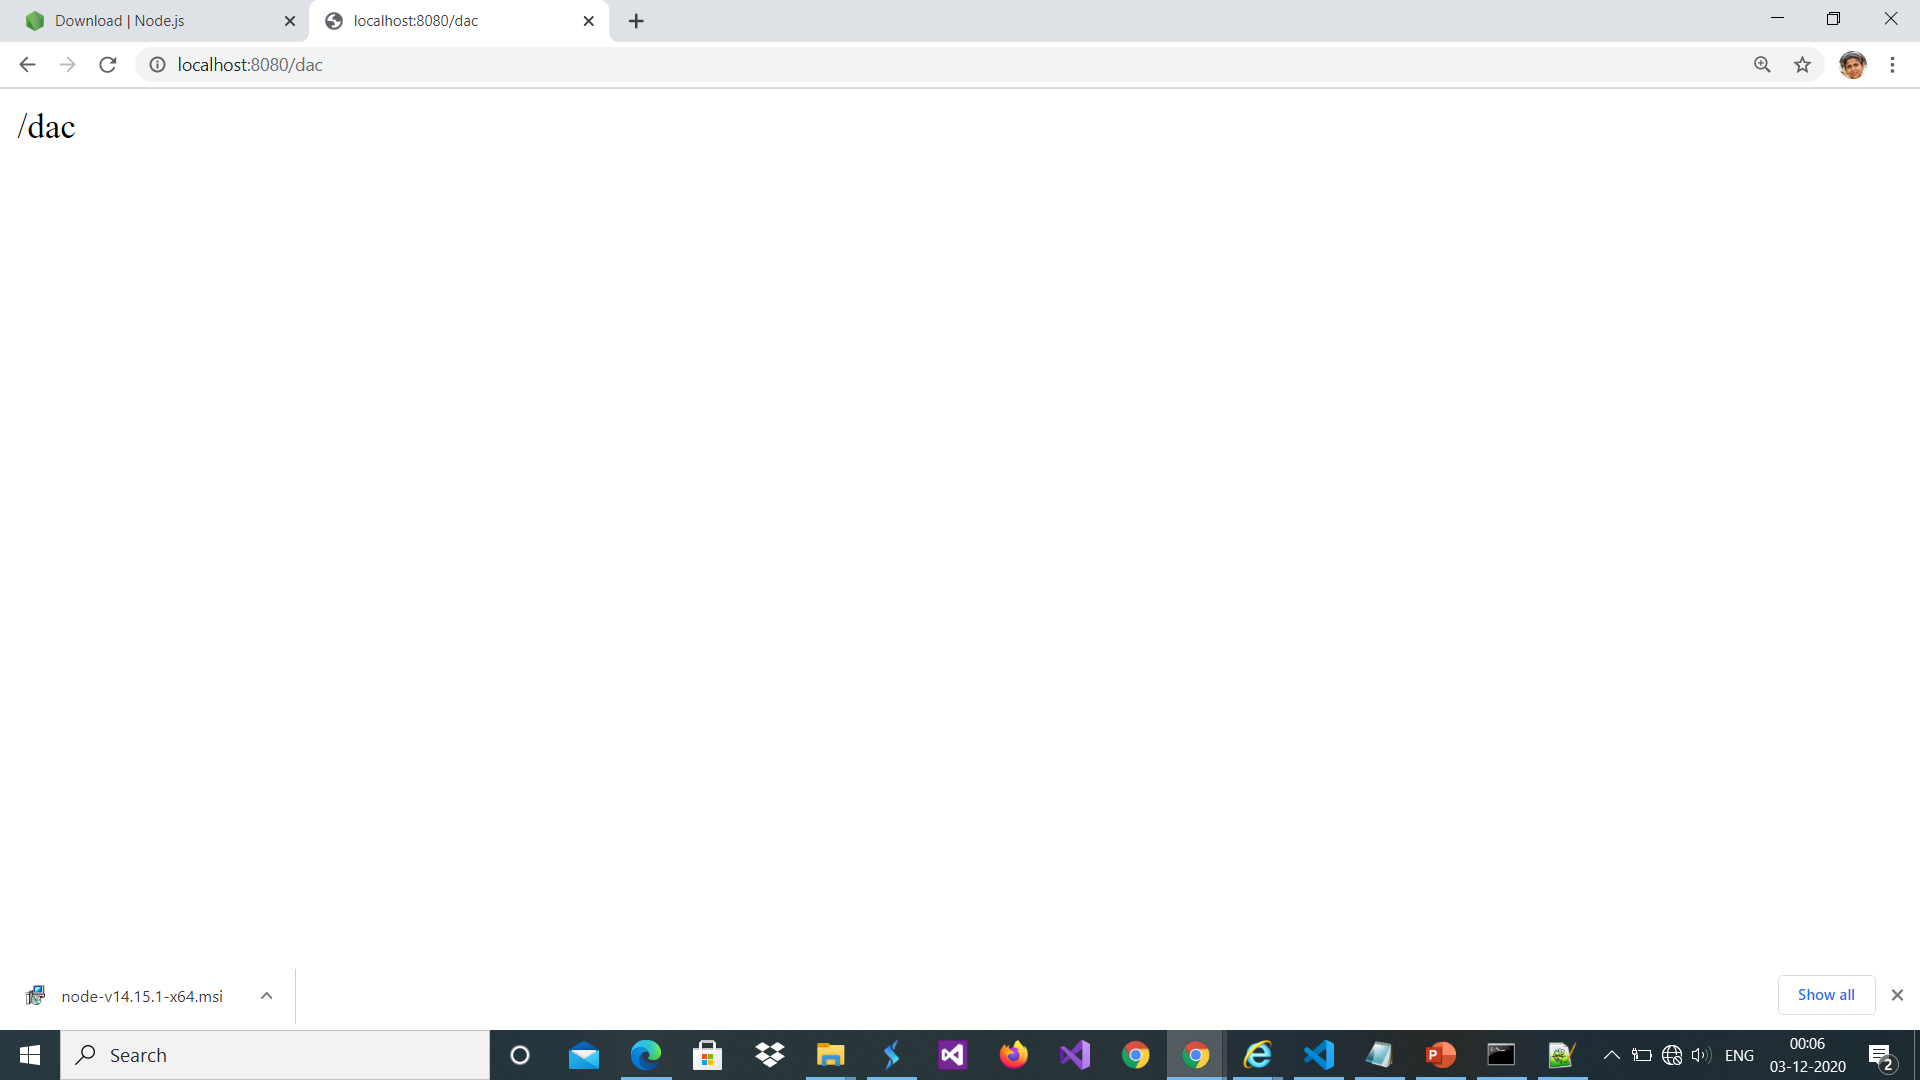 Download | Node.js
localhost:8080/dac
localhost:8080/dac
/dac
node-v14.15.1-x64.msi
Show all
Search
ENG
00:06
03-12-2020
2